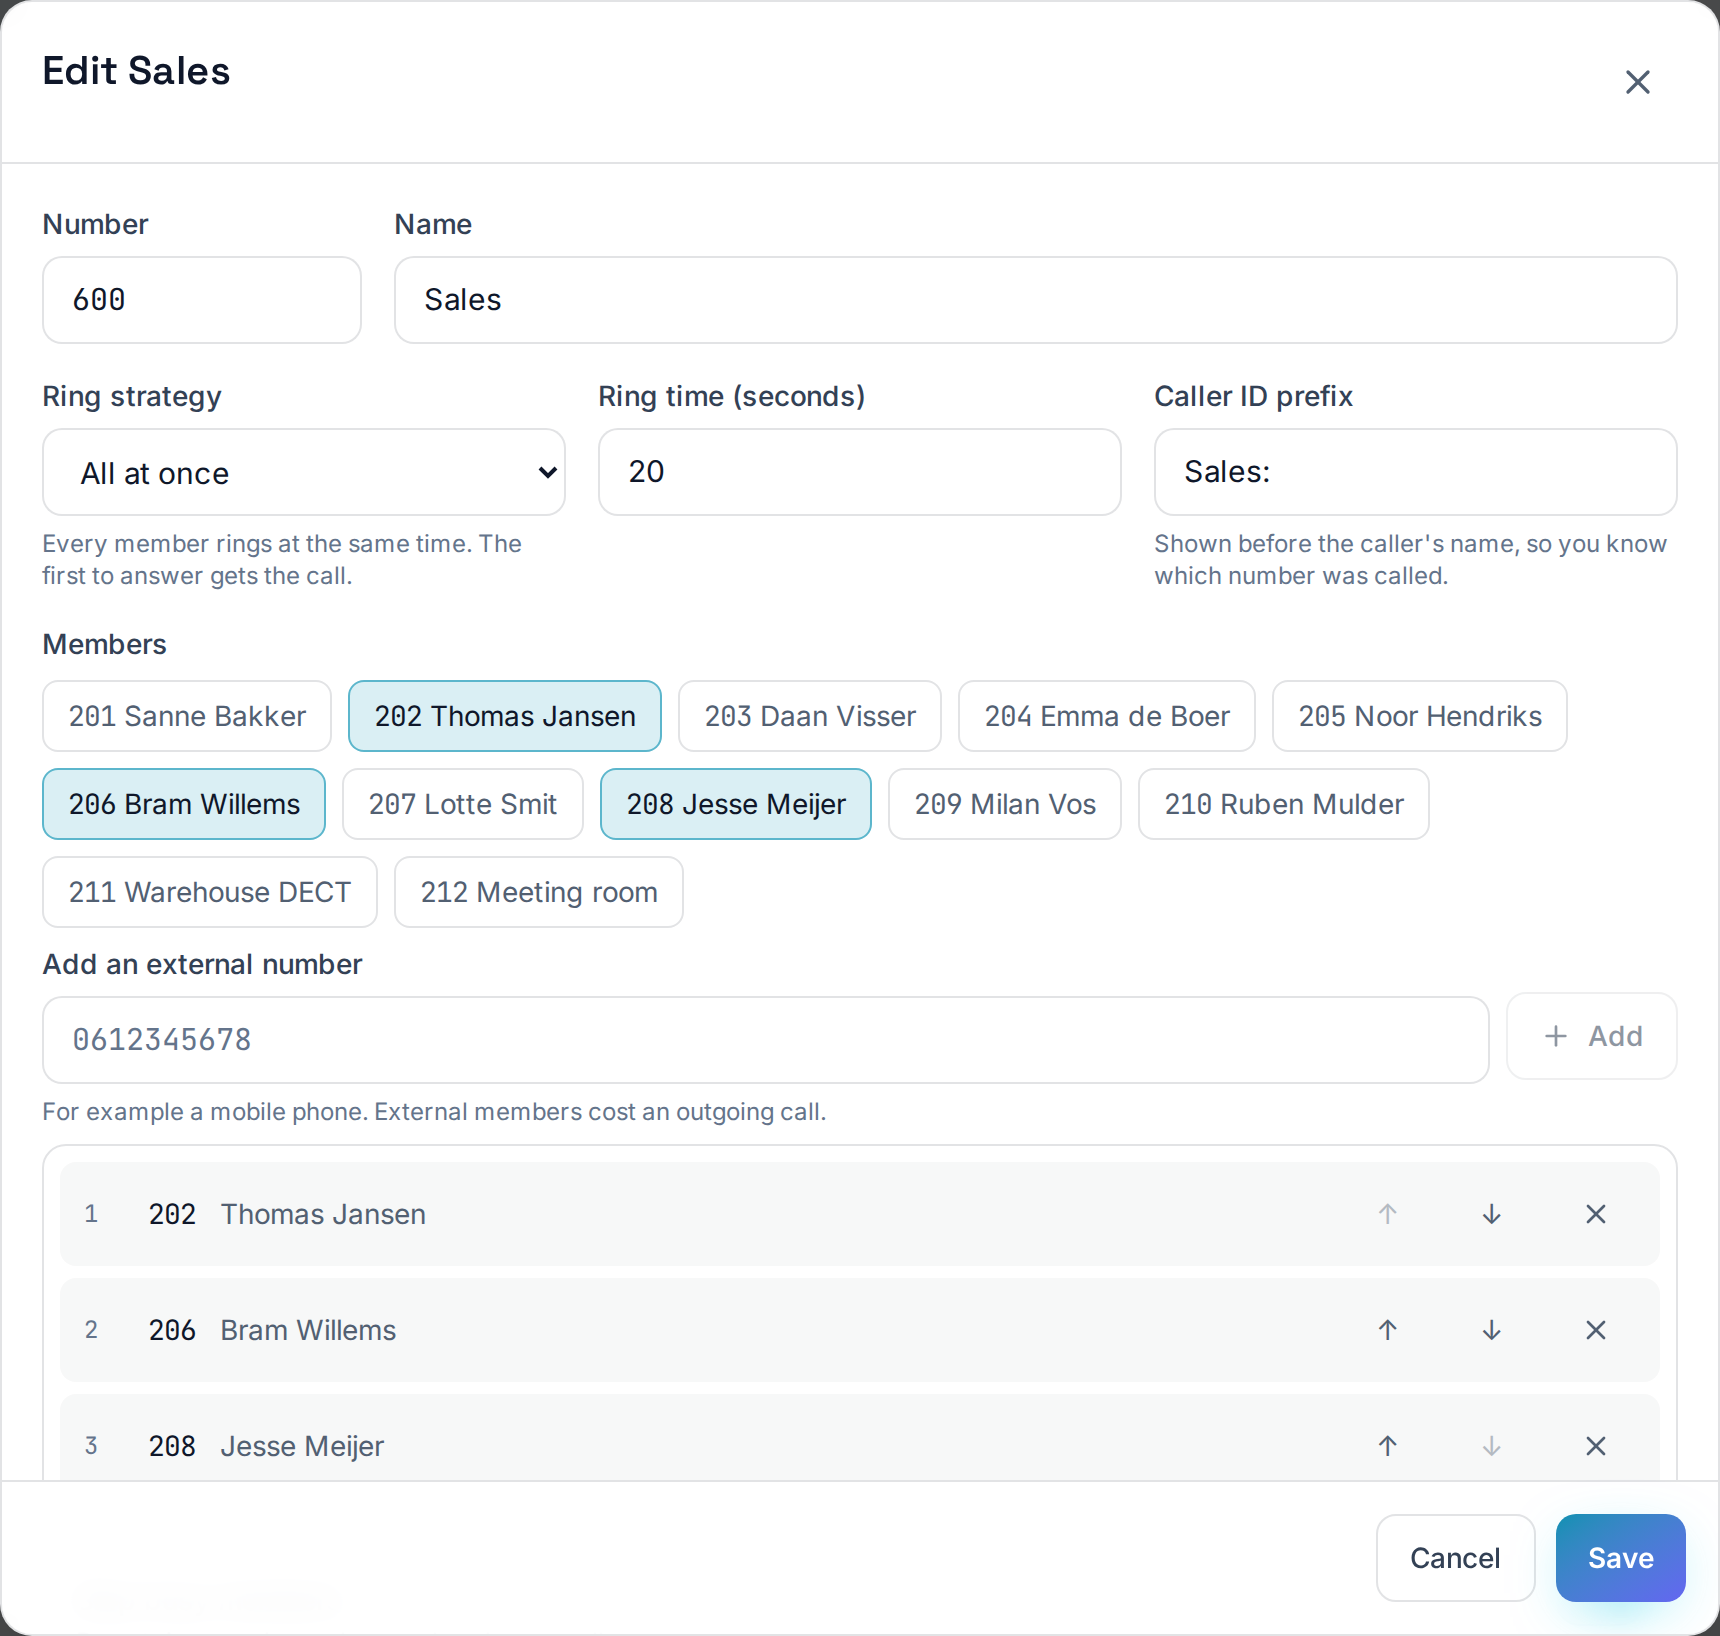 Edit Sales
Number
Name
600
Sales
Ring strategy
Ring time (seconds)
Caller ID prefix
All at once
20
Sales:
Every member rings at the same time. The
first to answer gets the call.
Shown before the caller's name, so you know
which number was called.
Members
201 Sanne Bakker
202 Thomas Jansen
203 Daan Visser
204 Emma de Boer
205 Noor Hendriks
206 Bram Willems
207 Lotte Smit
208 Jesse Meijer
209 Milan Vos
210 Ruben Mulder
211 Warehouse DECT
212 Meeting room
Add an external number
0612345678
+ Add
For example a mobile phone. External members cost an outgoing call.
1 202 Thomas Jansen
2 206 Bram Willems
3 208 Jesse Meijer
Cancel
Save